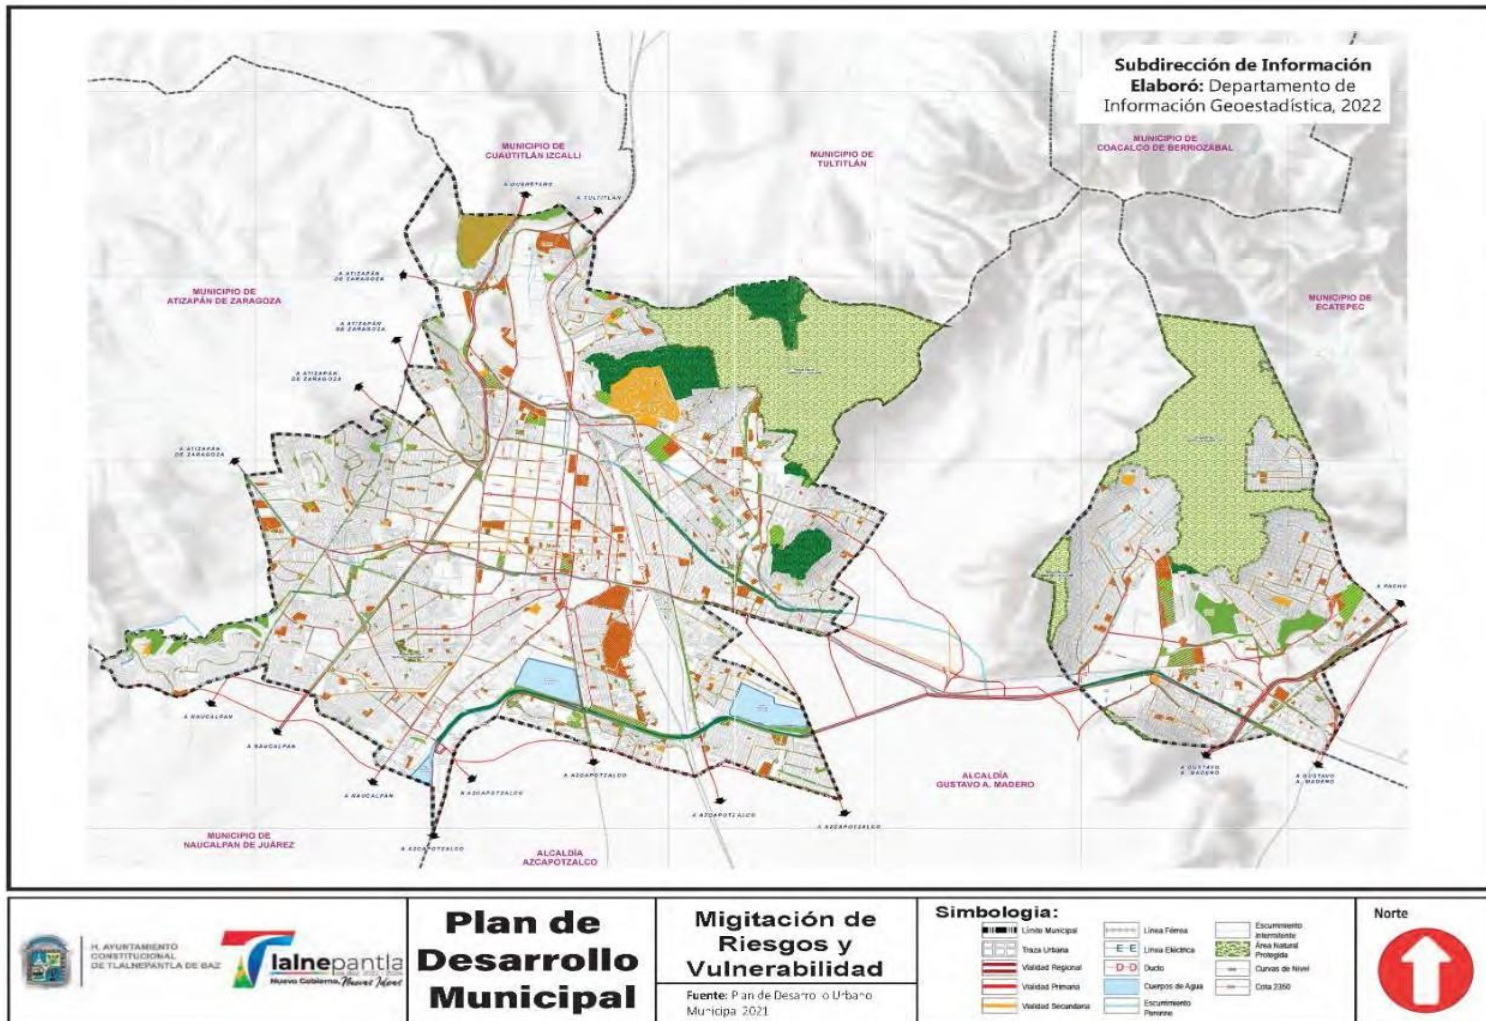 Subdirección de Información
Elaboró: Departamento de
Información Geoestadística, 2022
MUNICIPIO DE
COACALCO DE BERRIOZÁBAL
MUNICIPIO DE
CUAUTITLÁN IZCALLI
MUNICIPIO DE
TULTITLÁN
A QUERÉTARO
A TULTITLÁN
A ATIZAPÁN
DE ZARAGOZA
MUNICIPIO DE
ATIZAPÁN DE ZARAGOZA
MUNICIPIO DE
ECATEPEC
A ATIZAPÁN
DE ZARAGOZA
A ATIZAPÁN
DE ZARAGOZA
A ATIZAPÁN
DE ZARAGOZA
A PACHU
A NAUCALPAN
A NAUCALPAN
A NAUCALPAN
A AZCAPOTZALCO
A AZCAPOTZALCO
A AZCAPOTZALCO
A AZCAPOTZALCO
A AZCAPOTZALCO
A GUSTAVO
A. MADERO
A GUSTAVO
A. MADERO
ALCALDÍA
GUSTAVO A. MADERO
MUNICIPIO DE
NAUCALPAN DE JUÁREZ
ALCALDÍA
AZCAPOTZALCO
H. AYUNTAMIENTO
CONSTITUCIONAL
DE TLALNEPANTLA DE BAZ
Tlalnepantla
Nuevo Gobierno, Nuevas Ideas
Plan de
Desarrollo
Municipal
Migitación de
Riesgos y
Vulnerabilidad
Fuente: Plan de Desarrollo Urbano
Municipal 2021
Simbologia:
Límite Municipal
Traza Urbana
Vialidad Regional
Vialidad Primaria
Vialidad Secundaria
Línea Férrea
E E Línea Eléctrica
D-D Ducto
Cuerpos de Agua
Escurrimiento
Perenne
Escurrimiento
Intermitente
Área Natural
Protegida
Curvas de Nivel
Cota 2350
Norte